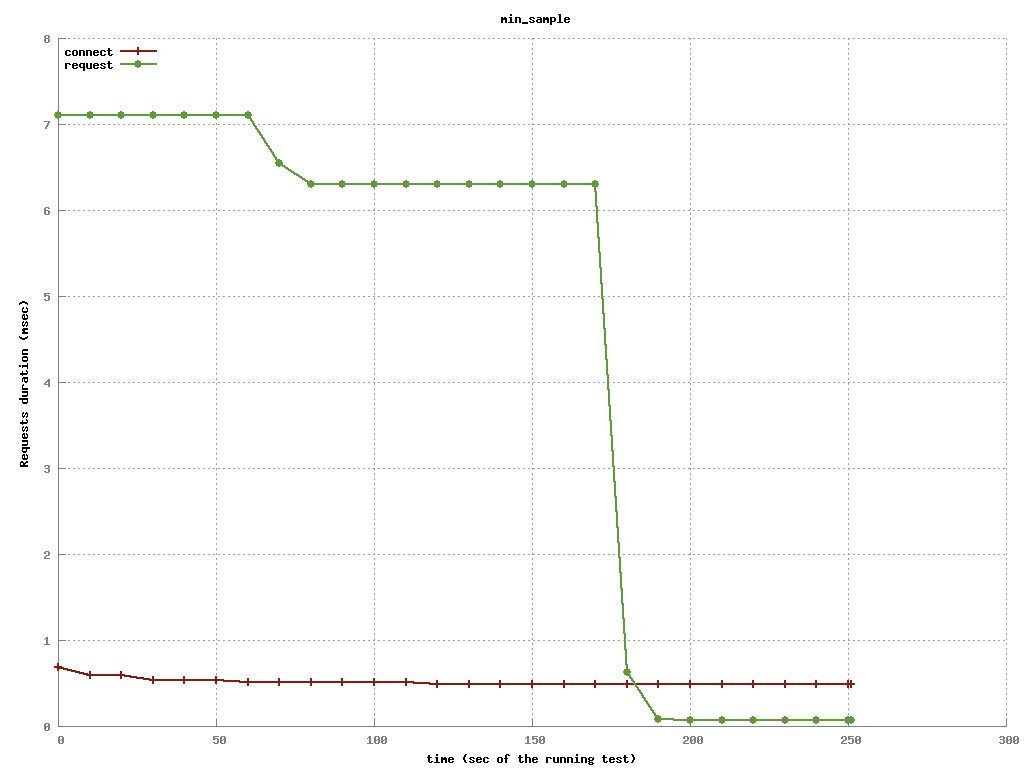 min_sample
connect
request
8
7
6
5
4
3
2
1
0
0 50 100 150 200 250 300
Requests duration (msec)
time (sec of the running test)